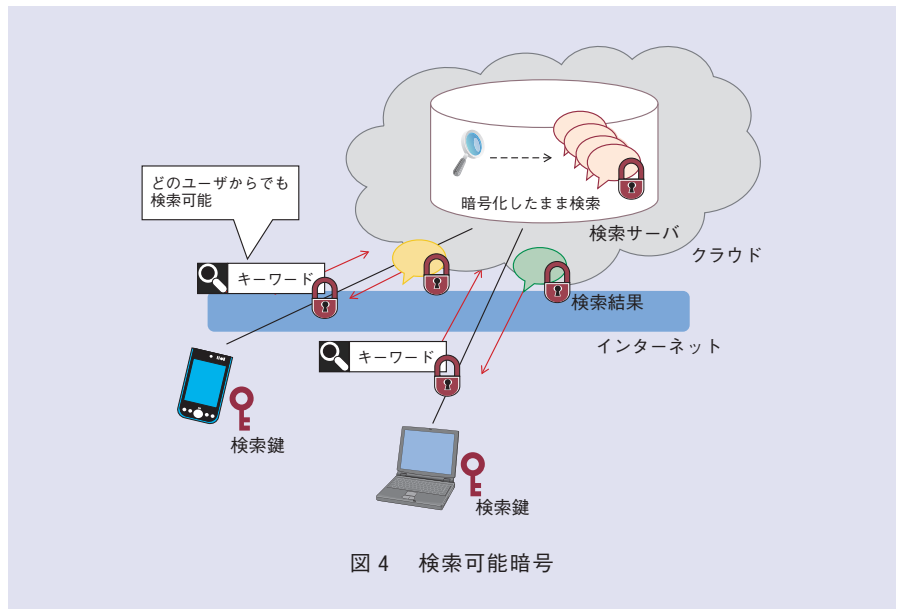 どのユーザからでも
検索可能
暗号化したまま検索
検索サーバ
クラウド
キーワード
検索結果
インターネット
キーワード
検索鍵
検索鍵
図 4　検索可能暗号